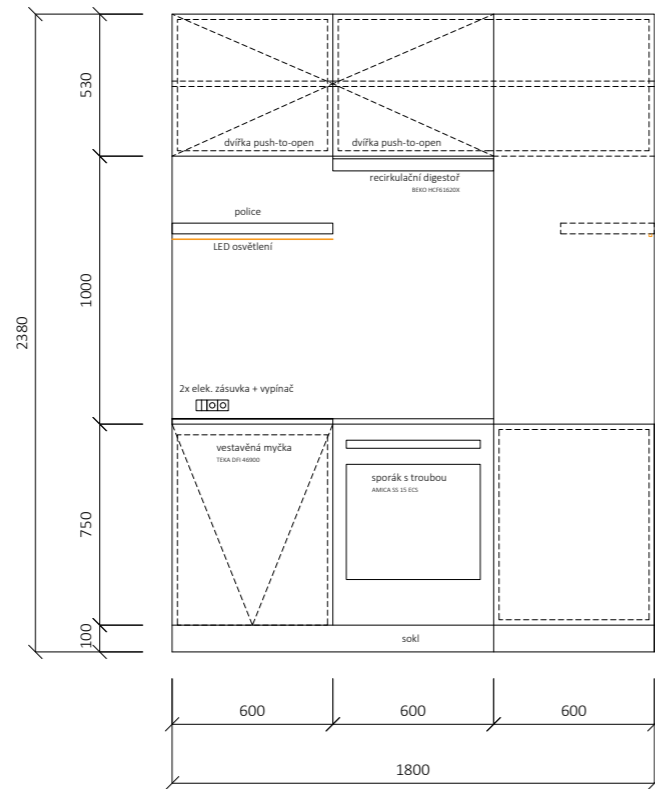 530
dvířka push-to-open
dvířka push-to-open
recirkulační digestoř
BEKO HCF61620X
police
LED osvětlení
1000
2380
2x elek. zásuvka + vypínač
vestavěná myčka
TEKA DFI 46900
sporák s troubou
AMICA SS 15 ECS
750
100
sokl
600
600
600
1800